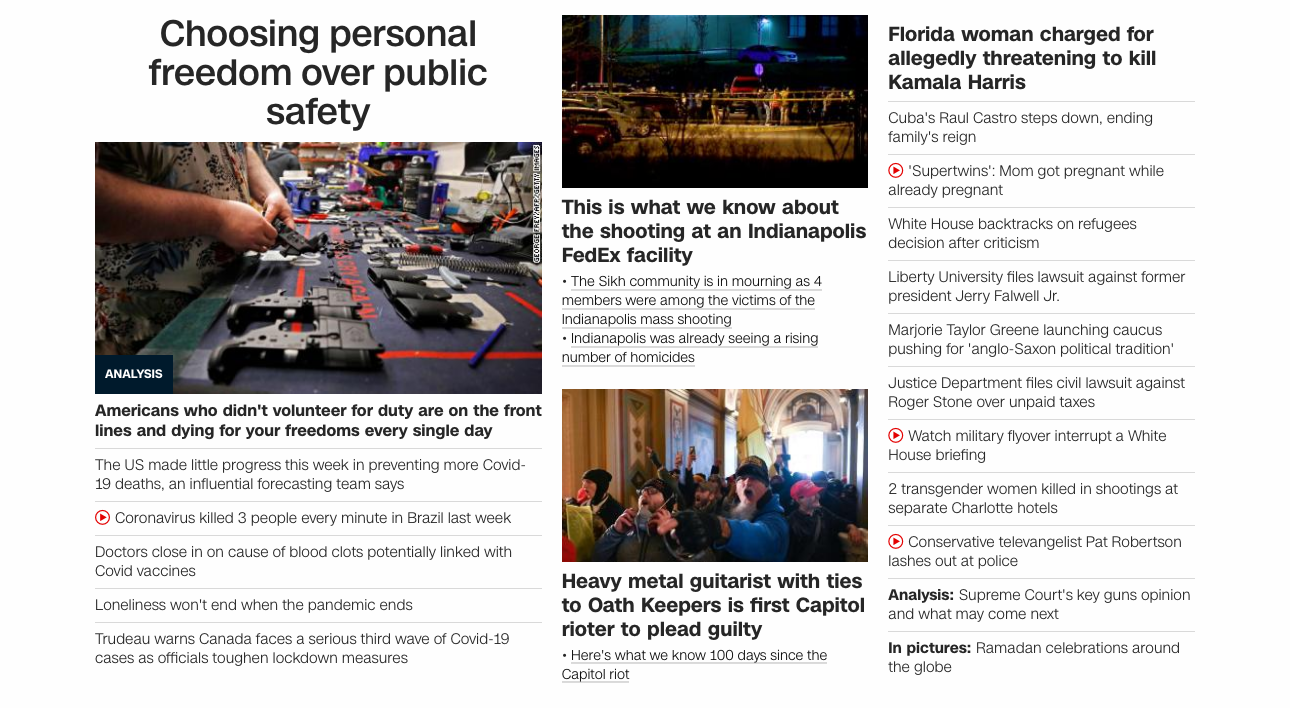 Choosing personal
freedom over public
safety
GEORGE FREY/AFP/GETTY IMAGES
ANALYSIS
Americans who didn't volunteer for duty are on the front
lines and dying for your freedoms every single day
The US made little progress this week in preventing more Covid-
19 deaths, an influential forecasting team says
Coronavirus killed 3 people every minute in Brazil last week
Doctors close in on cause of blood clots potentially linked with
Covid vaccines
Loneliness won't end when the pandemic ends
Trudeau warns Canada faces a serious third wave of Covid-19
cases as officials toughen lockdown measures
This is what we know about
the shooting at an Indianapolis
FedEx facility
• The Sikh community is in mourning as 4
members were among the victims of the
Indianapolis mass shooting
• Indianapolis was already seeing a rising
number of homicides
Heavy metal guitarist with ties
to Oath Keepers is first Capitol
rioter to plead guilty
• Here's what we know 100 days since the
Capitol riot
Florida woman charged for
allegedly threatening to kill
Kamala Harris
Cuba's Raul Castro steps down, ending
family's reign
'Supertwins': Mom got pregnant while
already pregnant
White House backtracks on refugees
decision after criticism
Liberty University files lawsuit against former
president Jerry Falwell Jr.
Marjorie Taylor Greene launching caucus
pushing for 'anglo-Saxon political tradition'
Justice Department files civil lawsuit against
Roger Stone over unpaid taxes
Watch military flyover interrupt a White
House briefing
2 transgender women killed in shootings at
separate Charlotte hotels
Conservative televangelist Pat Robertson
lashes out at police
Analysis: Supreme Court's key guns opinion
and what may come next
In pictures: Ramadan celebrations around
the globe